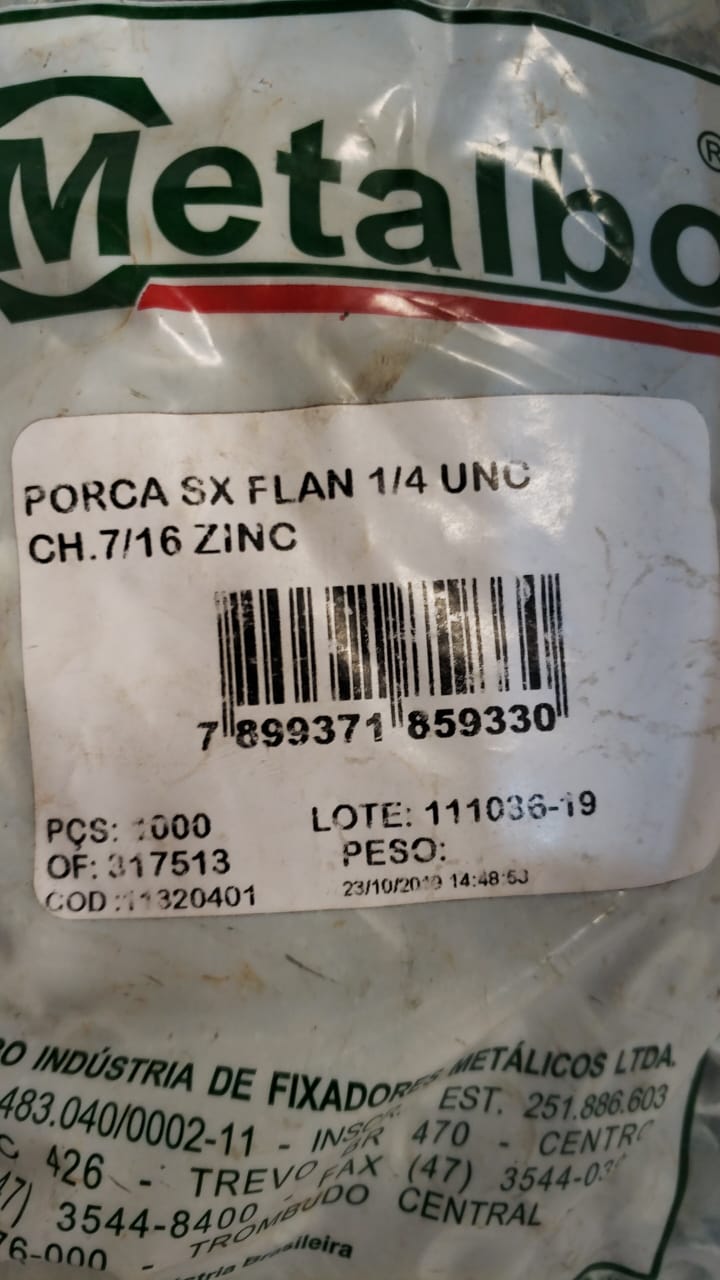 Metalbo
®
PORCA SX FLAN 1/4 UNC
CH.7/16 ZINC
7 899371 859330
PÇS: 1000
LOTE: 111036-19
OF: 317513
PESO:
COD:11320401
23/10/2019 14:48:53
INDÚSTRIA DE FIXADORES METÁLICOS LTDA.
483.040/0002-11 - INSCR. EST. 251.886.603
426 - TREVO BR 470 - CENTRO
3544-8400 - FAX (47) 3544-03
76-000 - TROMBUDO CENTRAL
Brasileira